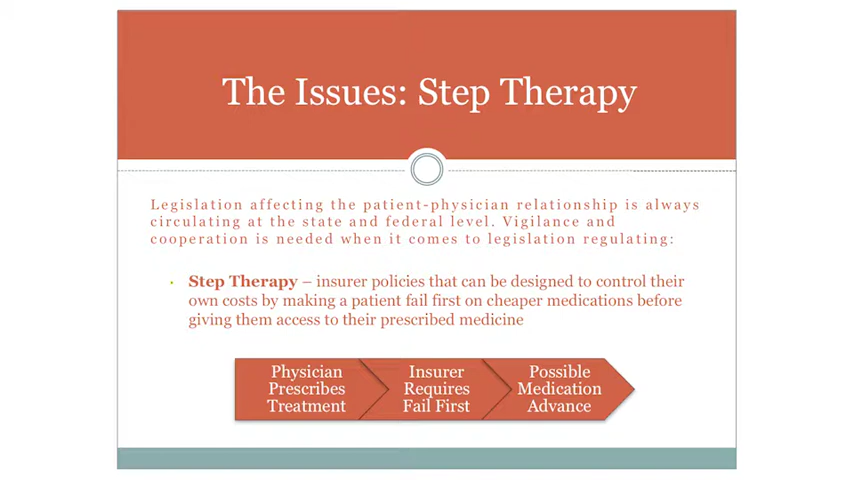 The Issues: Step Therapy
Legislation affecting the patient-physician relationship is always
circulating at the state and federal level. Vigilance and
cooperation is needed when it comes to legislation regulating:
• Step Therapy – insurer policies that can be designed to control their
own costs by making a patient fail first on cheaper medications before
giving them access to their prescribed medicine
Physician
Prescribes
Treatment
Insurer
Requires
Fail First
Possible
Medication
Advance